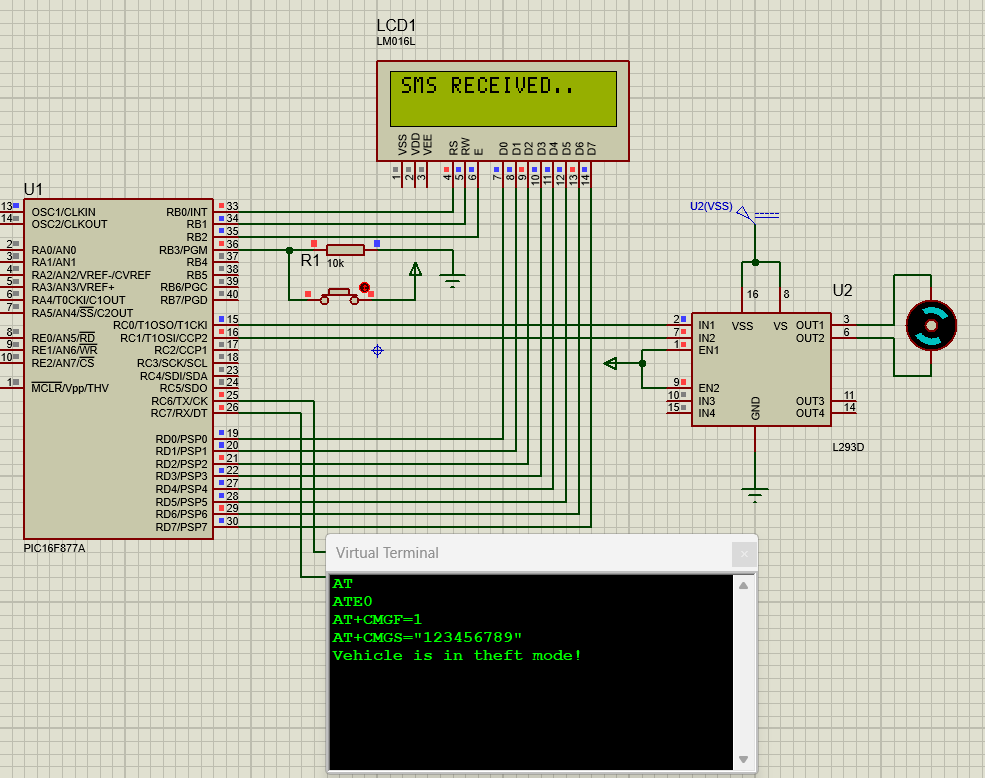 LCD1
LM016L
SMS RECEIVED..
VSS VDD VEE RS RW E D0 D1 D2 D3 D4 D5 D6 D7
1 2 3 4 5 6 7 8 9 10 11 12 13 14
U1
13 OSC1/CLKIN RB0/INT 33
14 OSC2/CLKOUT RB1 34
RB2 35
2 RA0/AN0 RB3/PGM 36
3 RA1/AN1 RB4 37
4 RA2/AN2/VREF-/CVREF RB5 38
5 RA3/AN3/VREF+ RB6/PGC 39
6 RA4/T0CKI/C1OUT RB7/PGD 40
7 RA5/AN4/SS/C2OUT
RC0/T1OSO/T1CKI 15
8 RE0/AN5/RD RC1/T1OSI/CCP2 16
9 RE1/AN6/WR RC2/CCP1 17
10 RE2/AN7/CS RC3/SCK/SCL 18
RC4/SDI/SDA 23
1 MCLR/Vpp/THV RC5/SDO 24
RC6/TX/CK 25
RC7/RX/DT 26
RD0/PSP0 19
RD1/PSP1 20
RD2/PSP2 21
RD3/PSP3 22
RD4/PSP4 27
RD5/PSP5 28
RD6/PSP6 29
RD7/PSP7 30
PIC16F877A
R1 10k
U2(VSS)
U2
16 8
2 IN1 VSS VS OUT1 3
7 IN2 OUT2 6
1 EN1
9 EN2
10 IN3 OUT3 11
15 IN4 GND OUT4 14
L293D
Virtual Terminal
AT
ATE0
AT+CMGF=1
AT+CMGS="123456789"
Vehicle is in theft mode!